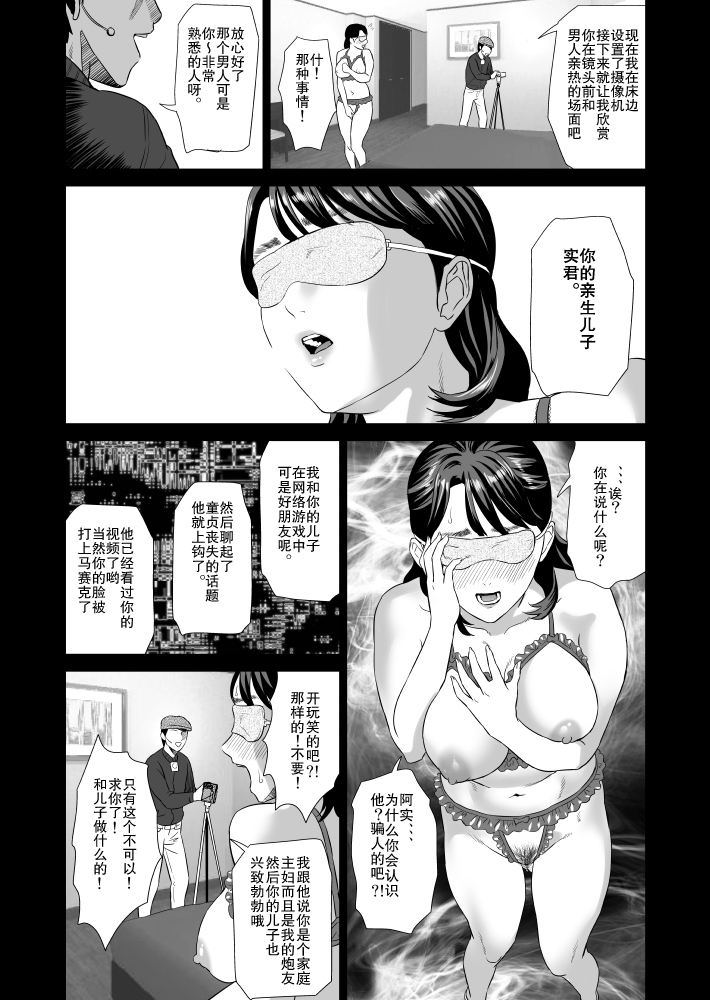 现在我在床边
设置了摄像机
接下来就让我欣赏
你在镜头前和
男人亲热的场面吧
什！
那种事情！
放心好了
那个男人可是
你～非常
熟悉的人呀。
你的亲生儿子
实君。
、、、诶？
你在说什么呢？
阿实、、、
为什么你会认识
他？骗人的吧？！
我和你的儿子
在网络游戏中
可是好朋友呢。
然后聊起了
童贞丧失的话题
他就上钩了。
他已经看过你的
视频了哟
当然你的脸被
打上马赛克了
开玩笑的吧？！
那样的！不要！
我跟他说你是个家庭
主妇而且是我的炮友
然后你的儿子也
兴致勃勃哦
只有这个不可以！
求你了！
和儿子做什么的！